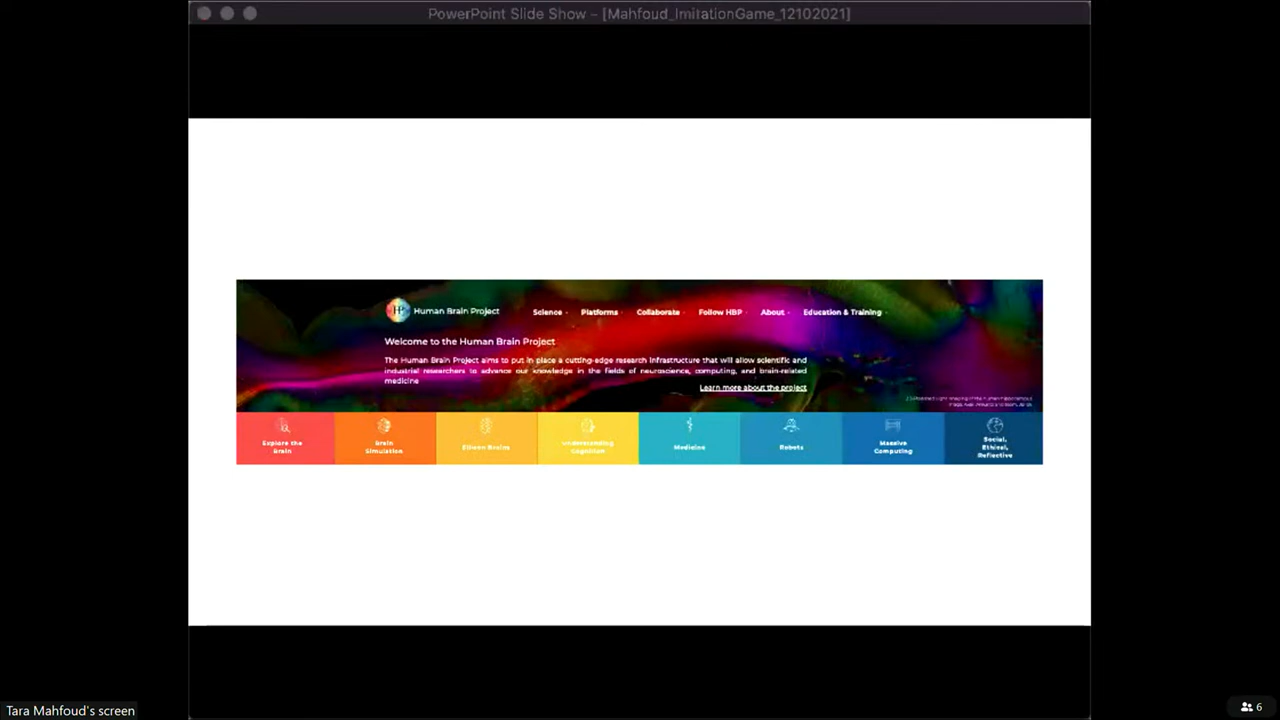 PowerPoint Slide Show – [Mahfoud_ImitationGame_12102021]
Human Brain Project
Science Platforms Collaborate Follow HBP About Education & Training
Welcome to the Human Brain Project
The Human Brain Project aims to put in place a cutting-edge research infrastructure that will allow scientific and
industrial researchers to advance our knowledge in the fields of neuroscience, computing, and brain-related
medicine
Learn more about the project
Explore the
Brain
Brain
Simulation
Silicon Brains
Understanding
Cognition
Medicine
Robots
Massive
Computing
Social,
Ethical,
Reflective
Tara Mahfoud's screen
6